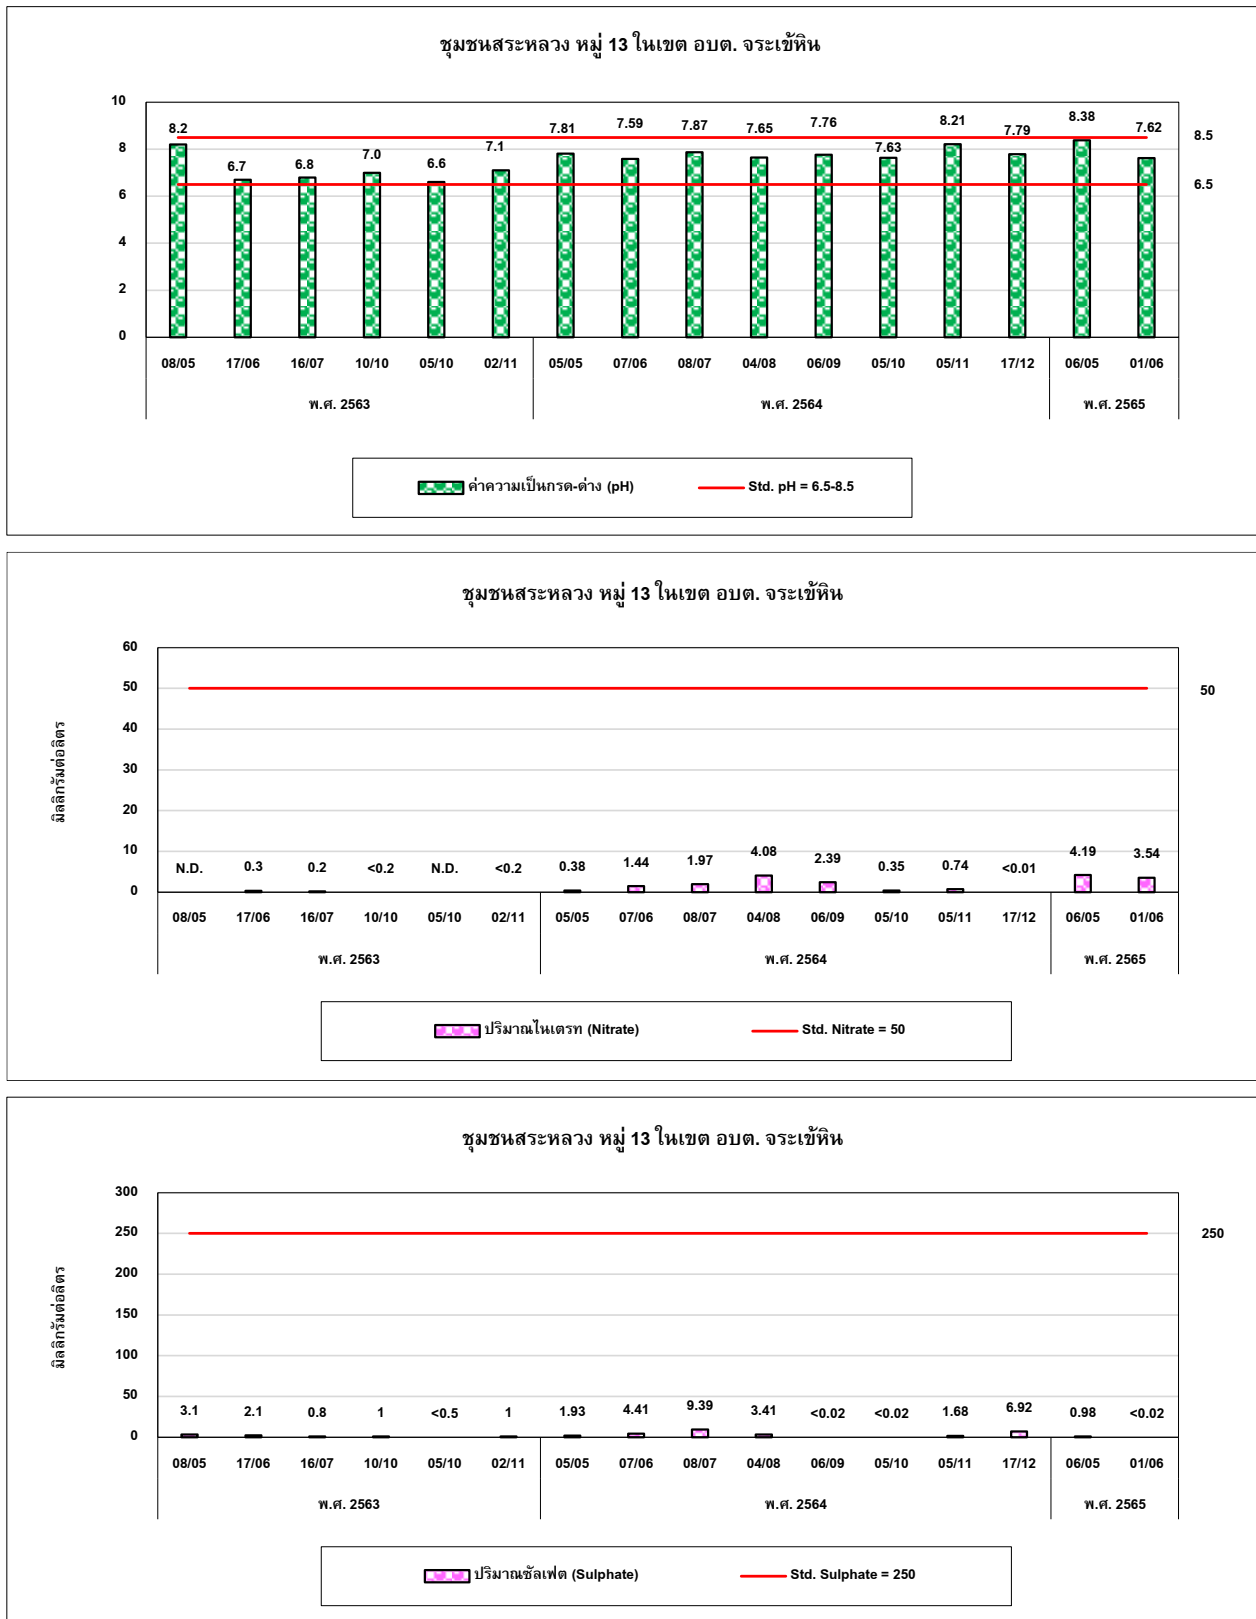 ชุมชนสระหลวง หมู่ 13 ในเขต อบต. จระเข้หิน
10
8
6
4
2
0
8.2 6.7 6.8 7.0 6.6 7.1 7.81 7.59 7.87 7.65 7.76 7.63 8.21 7.79 8.38 7.62
8.5
6.5
08/05 17/06 16/07 10/10 05/10 02/11 05/05 07/06 08/07 04/08 06/09 05/10 05/11 17/12 06/05 01/06
พ.ศ. 2563 พ.ศ. 2564 พ.ศ. 2565
ค่าความเป็นกรด-ด่าง (pH) Std. pH = 6.5-8.5
ชุมชนสระหลวง หมู่ 13 ในเขต อบต. จระเข้หิน
มิลลิกรัมต่อลิตร
60
50
40
30
20
10
0
50
N.D. 0.3 0.2 <0.2 N.D. <0.2 0.38 1.44 1.97 4.08 2.39 0.35 0.74 <0.01 4.19 3.54
08/05 17/06 16/07 10/10 05/10 02/11 05/05 07/06 08/07 04/08 06/09 05/10 05/11 17/12 06/05 01/06
พ.ศ. 2563 พ.ศ. 2564 พ.ศ. 2565
ปริมาณไนเตรท (Nitrate) Std. Nitrate = 50
ชุมชนสระหลวง หมู่ 13 ในเขต อบต. จระเข้หิน
มิลลิกรัมต่อลิตร
300
250
200
150
100
50
0
250
3.1 2.1 0.8 1 <0.5 1 1.93 4.41 9.39 3.41 <0.02 <0.02 1.68 6.92 0.98 <0.02
08/05 17/06 16/07 10/10 05/10 02/11 05/05 07/06 08/07 04/08 06/09 05/10 05/11 17/12 06/05 01/06
พ.ศ. 2563 พ.ศ. 2564 พ.ศ. 2565
ปริมาณซัลเฟต (Sulphate) Std. Sulphate = 250